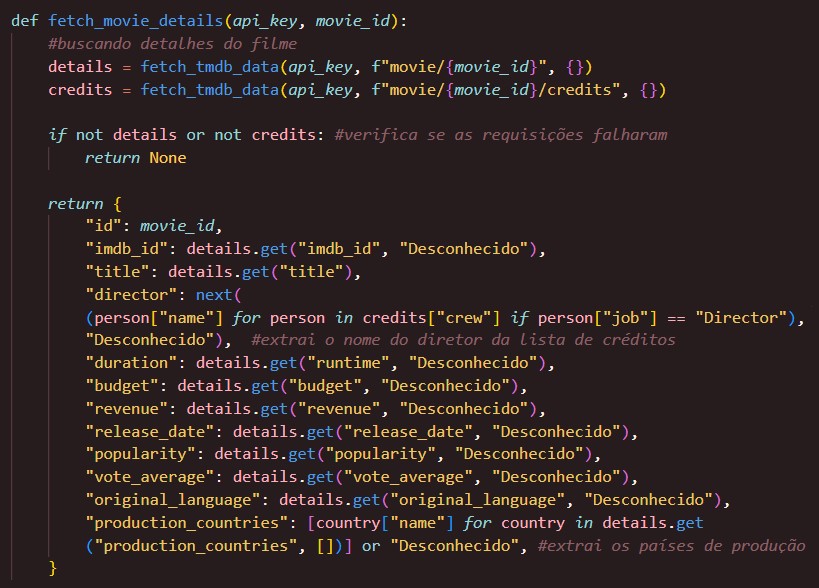 def fetch_movie_details(api_key, movie_id):
    #buscando detalhes do filme
    details = fetch_tmdb_data(api_key, f"movie/{movie_id}", {})
    credits = fetch_tmdb_data(api_key, f"movie/{movie_id}/credits", {})

    if not details or not credits: #verifica se as requisições falharam
        return None

    return {
        "id": movie_id,
        "imdb_id": details.get("imdb_id", "Desconhecido"),
        "title": details.get("title"),
        "director": next(
        (person["name"] for person in credits["crew"] if person["job"] == "Director"),
        "Desconhecido"),  #extrai o nome do diretor da lista de créditos
        "duration": details.get("runtime", "Desconhecido"),
        "budget": details.get("budget", "Desconhecido"),
        "revenue": details.get("revenue", "Desconhecido"),
        "release_date": details.get("release_date", "Desconhecido"),
        "popularity": details.get("popularity", "Desconhecido"),
        "vote_average": details.get("vote_average", "Desconhecido"),
        "original_language": details.get("original_language", "Desconhecido"),
        "production_countries": [country["name"] for country in details.get
        ("production_countries", [])] or "Desconhecido", #extrai os países de produção
    }